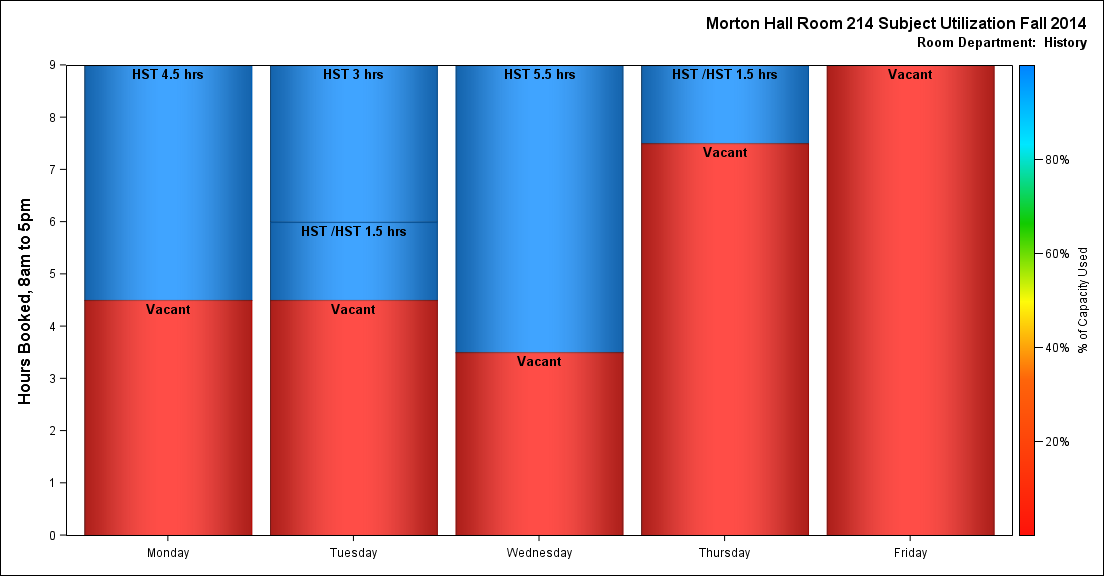 Morton Hall Room 214 Subject Utilization Fall 2014
Room Department:  History
Hours Booked, 8am to 5pm
9
8
7
6
5
4
3
2
1
0
HST 4.5 hrs
Vacant
HST 3 hrs
HST /HST 1.5 hrs
Vacant
HST 5.5 hrs
Vacant
HST /HST 1.5 hrs
Vacant
Vacant
Monday
Tuesday
Wednesday
Thursday
Friday
80%
60%
40%
20%
% of Capacity Used